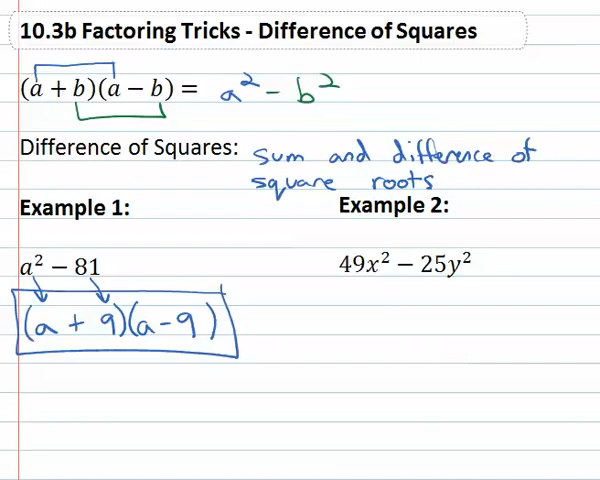 10.3b Factoring Tricks - Difference of Squares
(a + b)(a − b) = a² − b²
Difference of Squares: sum and difference of
square roots
Example 1:
Example 2:
a² − 81
49x² − 25y²
(a + 9)(a − 9)